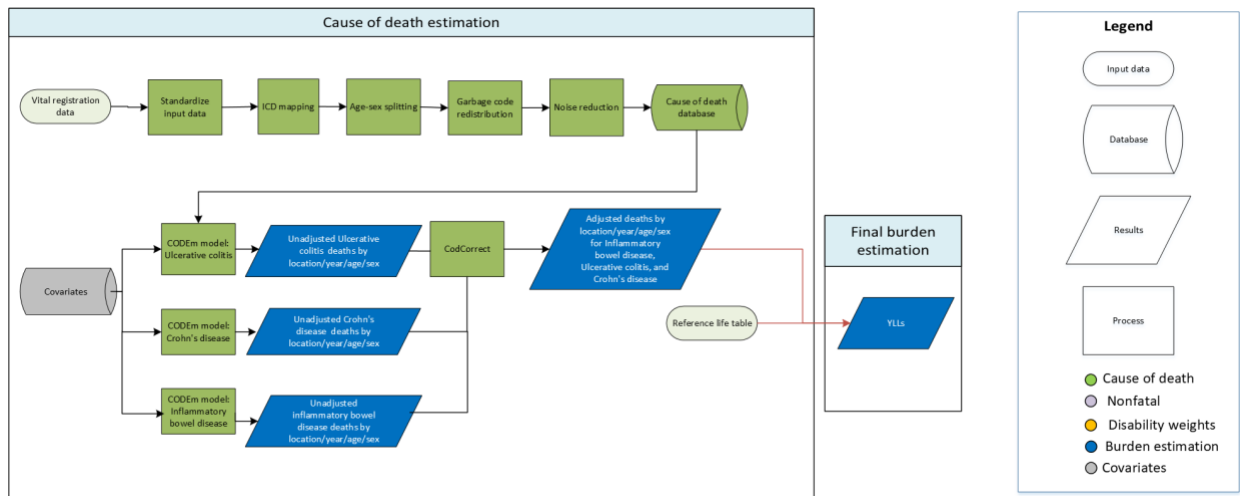 Cause of death estimation
Vital registration
data
Standardize
input data
ICD mapping
Age-sex splitting
Garbage code
redistribution
Noise reduction
Cause of death
database
Covariates
CODEm model:
Ulcerative colitis
Unadjusted Ulcerative
colitis deaths by
location/year/age/sex
CodCorrect
Adjusted deaths by
location/year/age/sex
for Inflammatory
bowel disease,
Ulcerative colitis, and
Crohn's disease
CODEm model:
Crohn's disease
Unadjusted Crohn's
disease deaths by
location/year/age/sex
CODEm model:
Inflammatory
bowel disease
Unadjusted
Inflammatory bowel
disease deaths by
location/year/age/sex
Reference life table
Final burden
estimation
YLLs
Legend
Input data
Database
Results
Process
Cause of death
Nonfatal
Disability weights
Burden estimation
Covariates